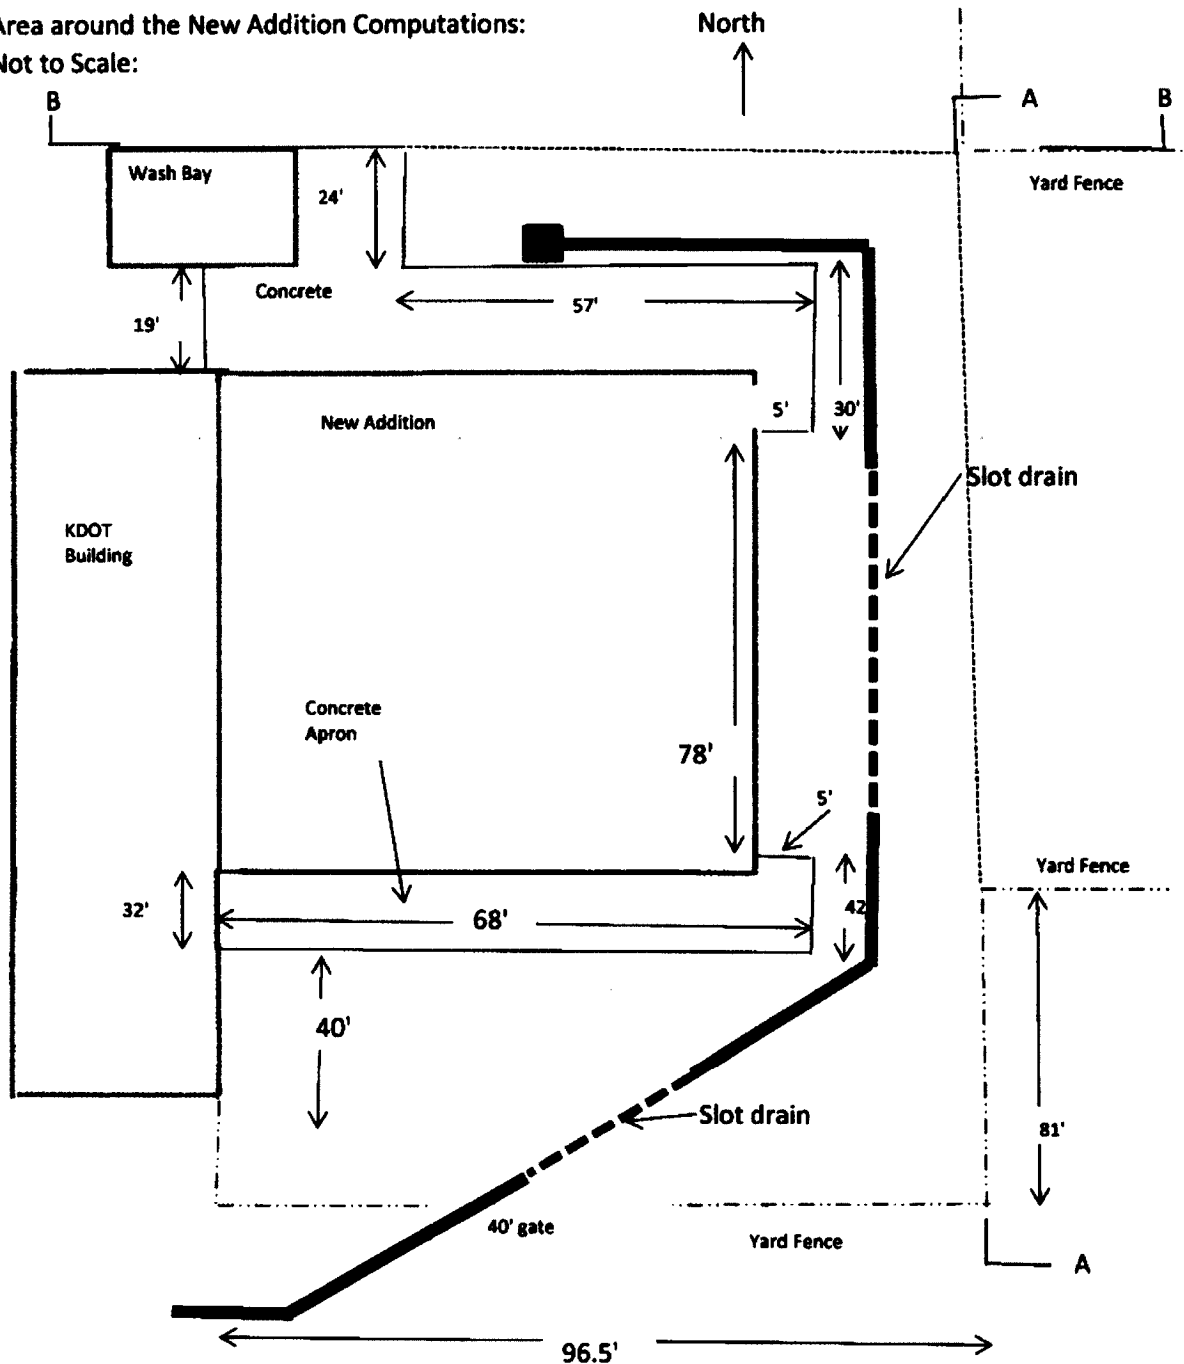 Area around the New Addition Computations:
North
Not to Scale:
B
A
B
Wash Bay
24'
Yard Fence
Concrete
57'
19'
5'
30'
New Addition
Slot drain
KDOT
Building
Concrete
Apron
78'
5'
Yard Fence
32'
68'
42
40'
Slot drain
81'
40' gate
Yard Fence
A
96.5'